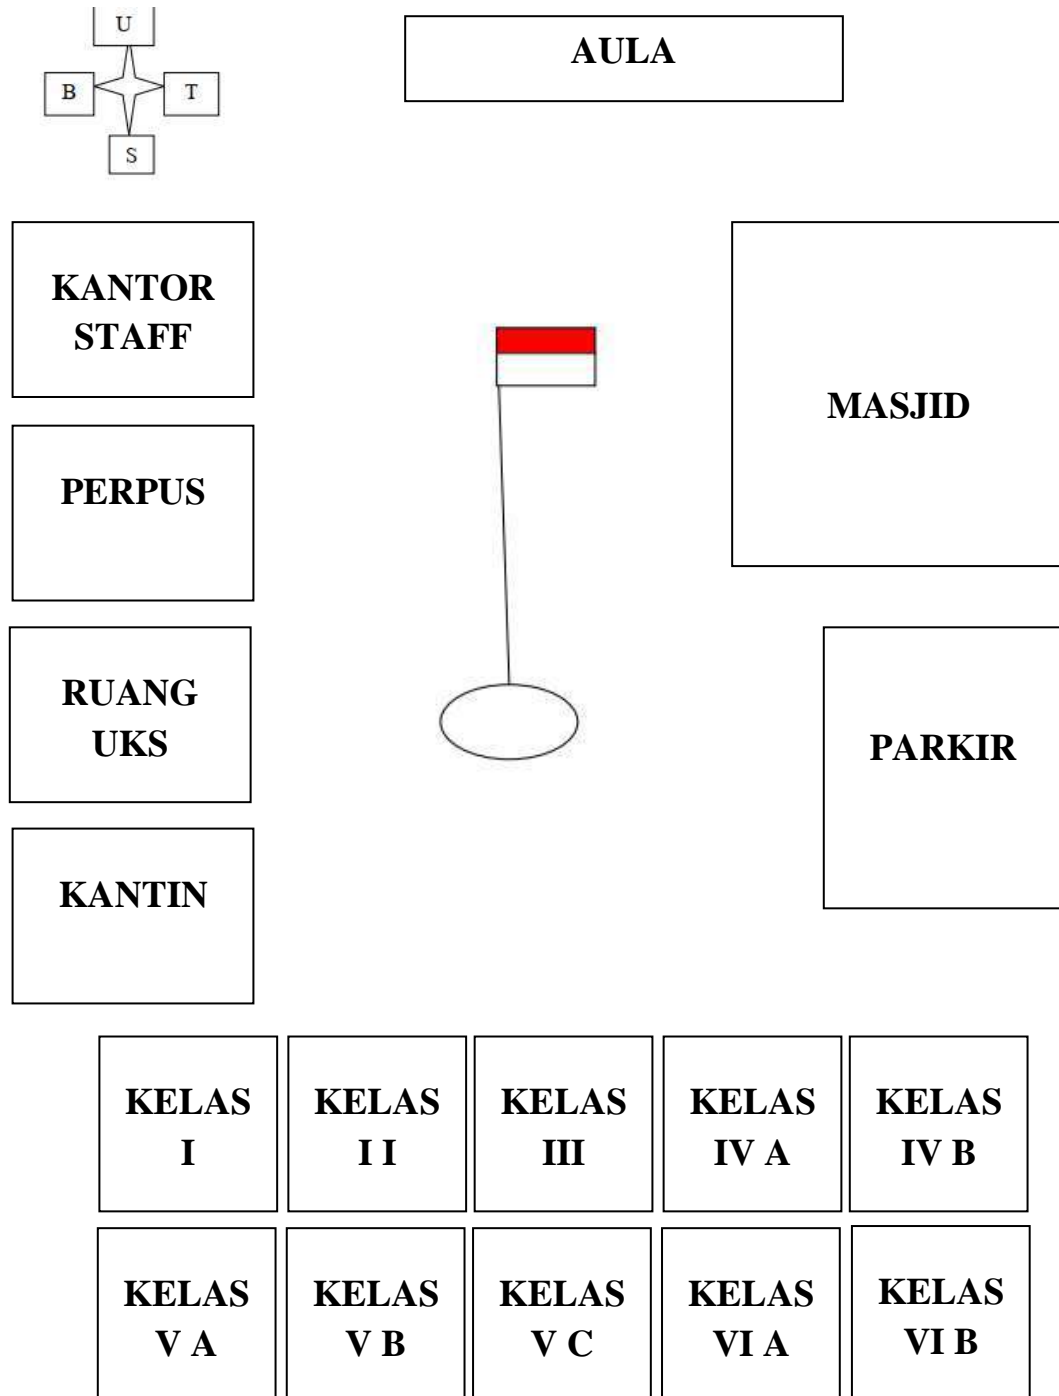 U
AULA
B
T
S
KANTOR
STAFF
MASJID
PERPUS
RUANG
UKS
PARKIR
KANTIN
KELAS
I
KELAS
I I
KELAS
III
KELAS
IV A
KELAS
IV B
KELAS
V A
KELAS
V B
KELAS
V C
KELAS
VI A
KELAS
VI B